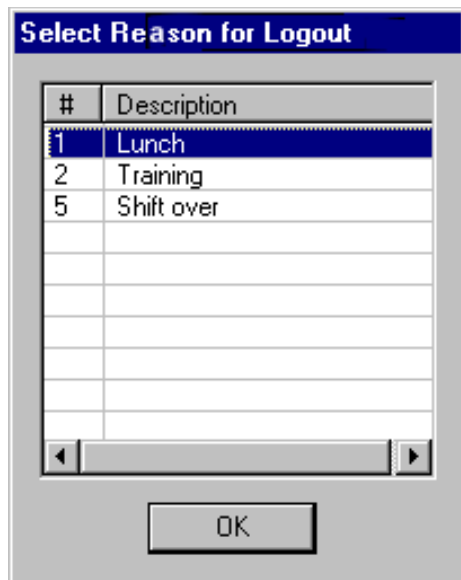 Select Reason for Logout
# Description
1 Lunch
2 Training
5 Shift over
OK